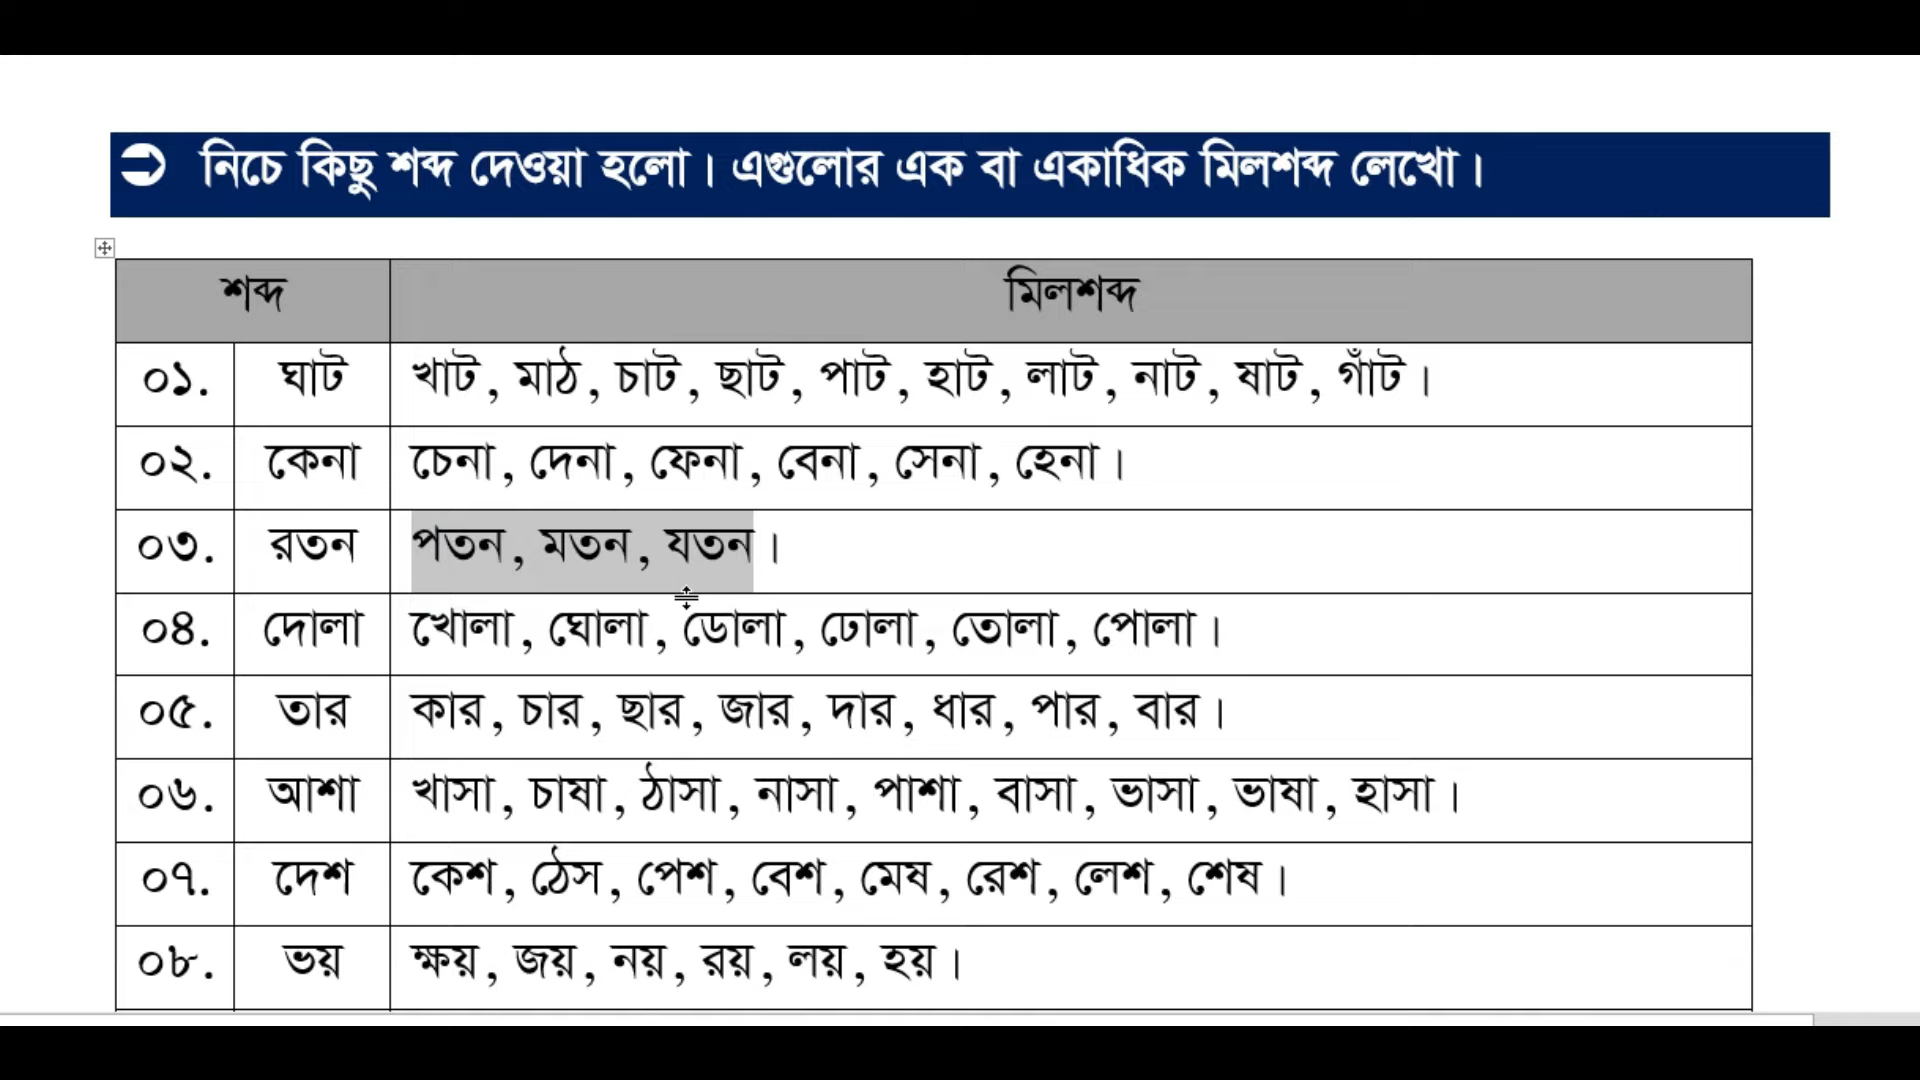 ➲ নিচে কিছু শব্দ দেওয়া হলো। এগুলোর এক বা একাধিক মিলশব্দ লেখো।
শব্দ মিলশব্দ
০১. ঘাট খাট, মাঠ, চাট, ছাট, পাট, হাট, লাট, নাট, ষাট, গাঁট।
০২. কেনা চেনা, দেনা, ফেনা, বেনা, সেনা, হেনা।
০৩. রতন পতন, মতন, যতন।
০৪. দোলা খোলা, ঘোলা, ডোলা, ঢোলা, তোলা, পোলা।
০৫. তার কার, চার, ছার, জার, দার, ধার, পার, বার।
০৬. আশা খাসা, চাষা, ঠাসা, নাসা, পাশা, বাসা, ভাসা, ভাষা, হাসা।
০৭. দেশ কেশ, ঠেস, পেশ, বেশ, মেষ, রেশ, লেশ, শেষ।
০৮. ভয় ক্ষয়, জয়, নয়, রয়, লয়, হয়।